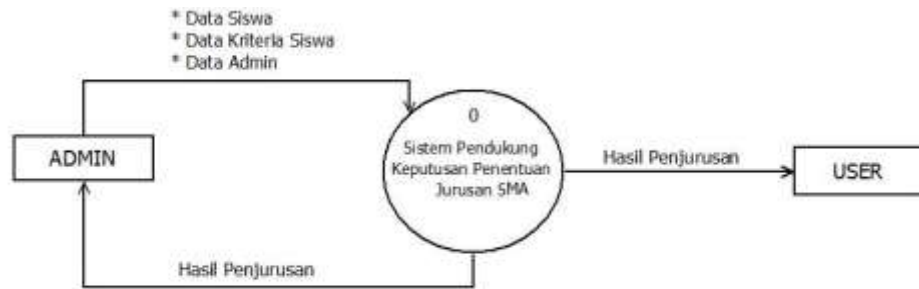 * Data Siswa
* Data Kriteria Siswa
* Data Admin
ADMIN
0
Sistem Pendukung
Keputusan Penentuan
Jurusan SMA
Hasil Penjurusan
USER
Hasil Penjurusan